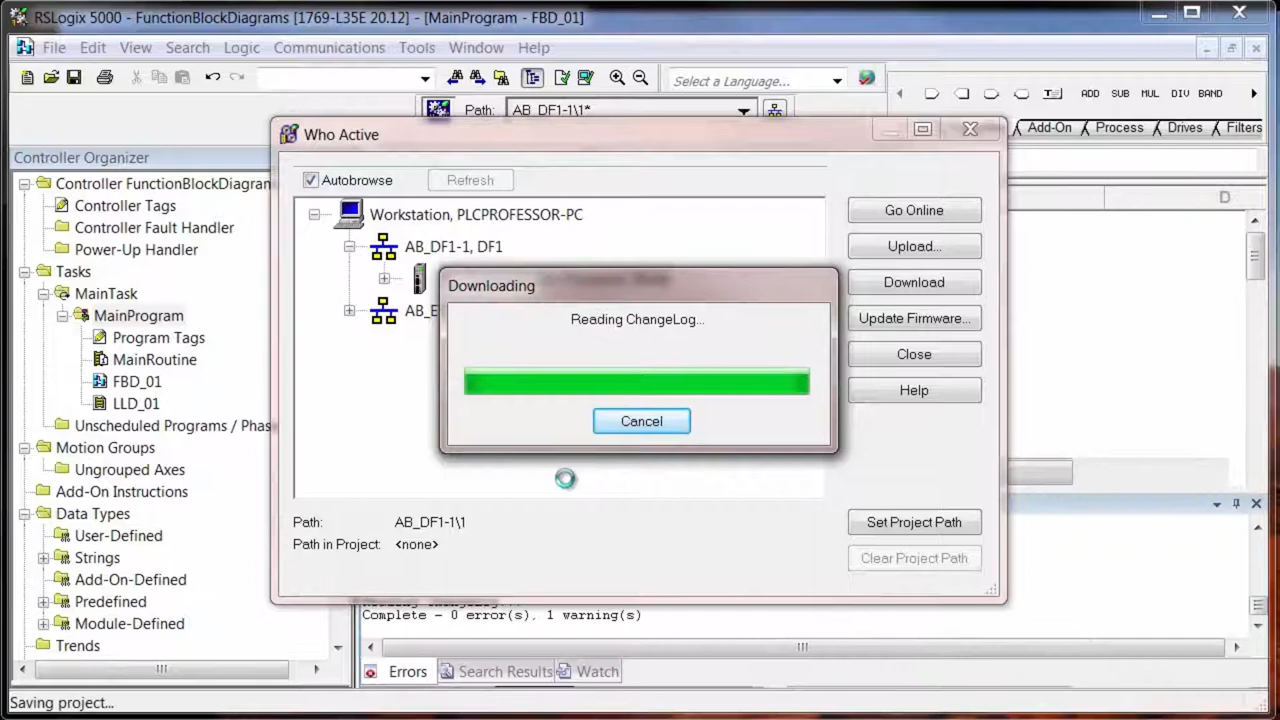 RSLogix 5000 - FunctionBlockDiagrams [1769-L35E 20.12] - [MainProgram - FBD_01]
File Edit View Search Logic Communications Tools Window Help
Select a Language...
Path: AB_DF1-1\1*
ADD SUB MUL DIV BAND
Add-On Process Drives Filters
Controller Organizer
Controller FunctionBlockDiagran
Controller Tags
Controller Fault Handler
Power-Up Handler
Tasks
MainTask
MainProgram
Program Tags
MainRoutine
FBD_01
LLD_01
Unscheduled Programs / Phas
Motion Groups
Ungrouped Axes
Add-On Instructions
Data Types
User-Defined
Strings
Add-On-Defined
Predefined
Module-Defined
Trends
Who Active
Autobrowse
Refresh
Workstation, PLCPROFESSOR-PC
AB_DF1-1, DF1
AB_E
Go Online
Upload...
Download
Update Firmware...
Close
Help
Downloading
Reading ChangeLog...
Cancel
Path: AB_DF1-1\1
Path in Project: <none>
Set Project Path
Clear Project Path
D
Complete - 0 error(s), 1 warning(s)
Errors Search Results Watch
Saving project...